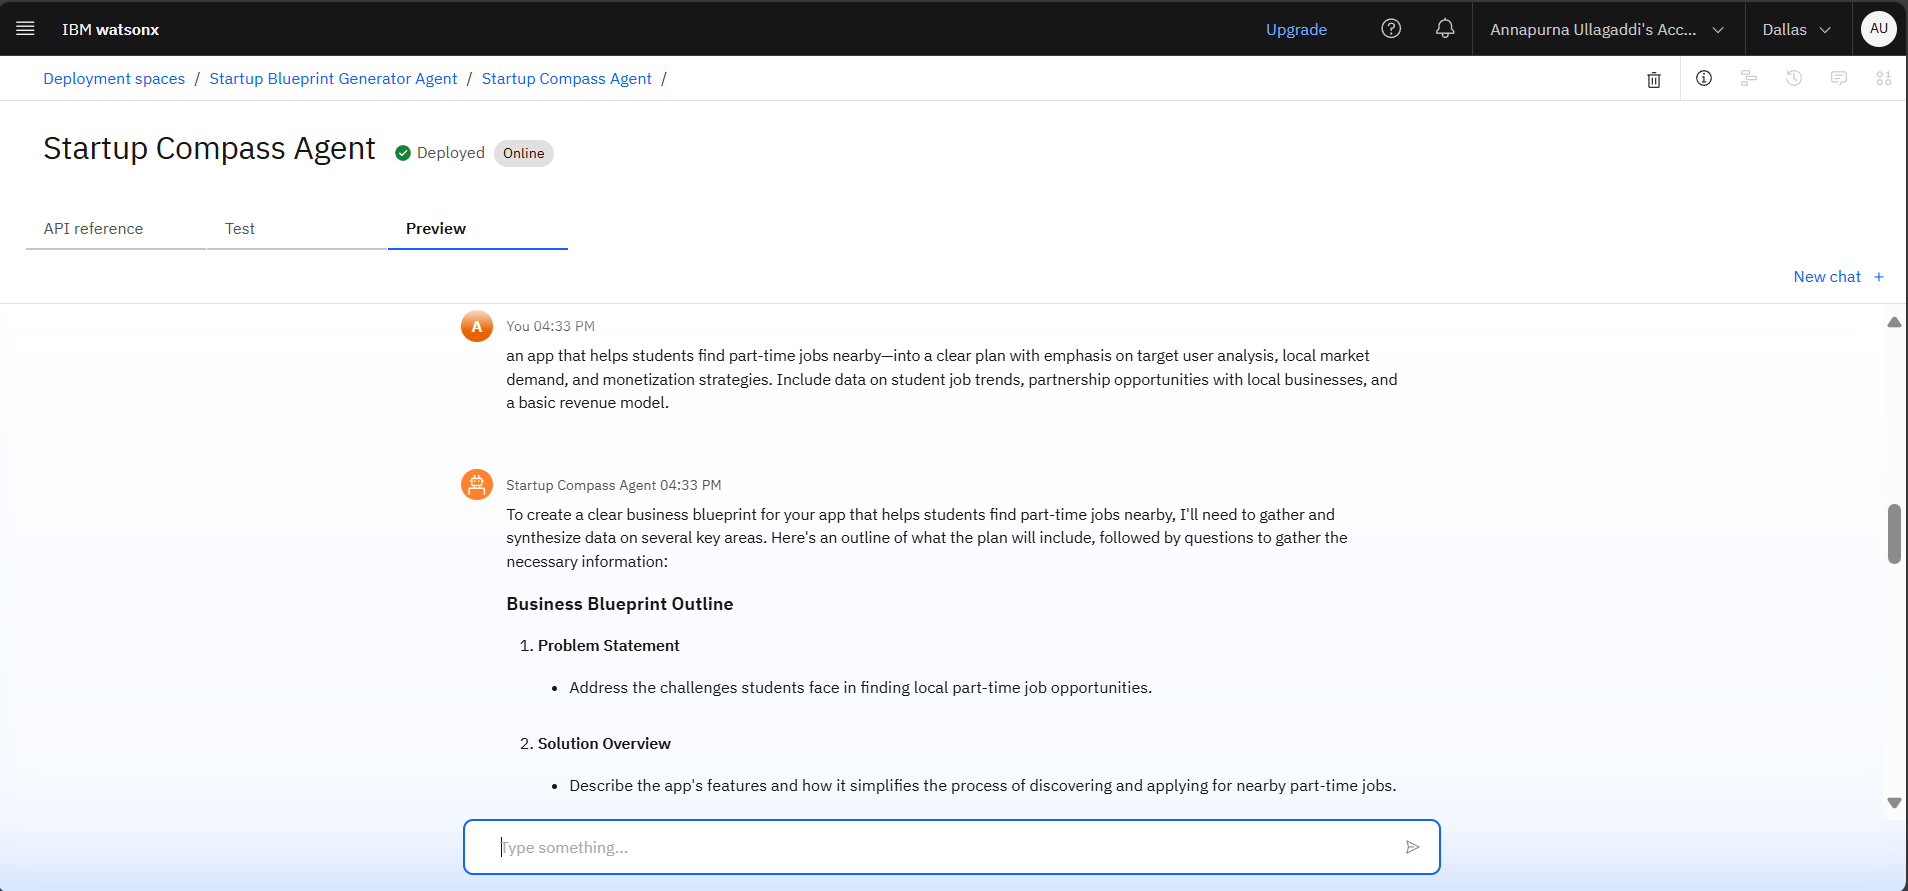 IBM watsonx
Upgrade
Annapurna Ullagaddi's Acc...
Dallas
AU
Deployment spaces / Startup Blueprint Generator Agent / Startup Compass Agent /
Startup Compass Agent
Deployed
Online
API reference
Test
Preview
New chat +
A
You 04:33 PM
an app that helps students find part-time jobs nearby—into a clear plan with emphasis on target user analysis, local market
demand, and monetization strategies. Include data on student job trends, partnership opportunities with local businesses, and
a basic revenue model.
Startup Compass Agent 04:33 PM
To create a clear business blueprint for your app that helps students find part-time jobs nearby, I'll need to gather and
synthesize data on several key areas. Here's an outline of what the plan will include, followed by questions to gather the
necessary information:
Business Blueprint Outline
1. Problem Statement
• Address the challenges students face in finding local part-time job opportunities.
2. Solution Overview
• Describe the app's features and how it simplifies the process of discovering and applying for nearby part-time jobs.
Type something...